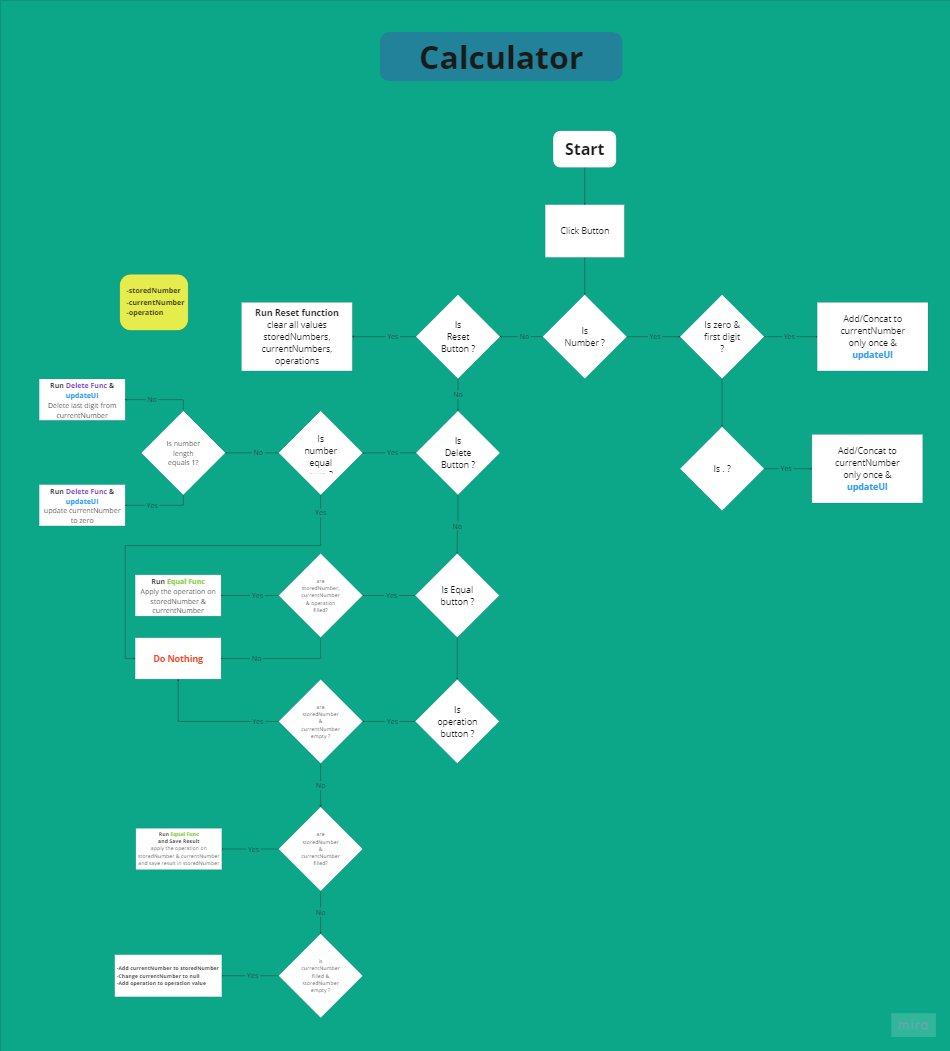 Calculator
Start
Click Button
-storedNumber
-currentNumber
-operation
Run Reset function
clear all values
storedNumbers,
currentNumbers,
operations
Yes
Is
Reset
Button ?
No
Is
Number ?
Yes
Is zero &
first digit
?
Yes
Add/Concat to
currentNumber
only once &
updateUI
No
Run Delete Func &
updateUI
Delete last digit from
currentNumber
No
Is number
length
equals 1?
No
Is
number
equal
Yes
Is
Delete
Button ?
Is . ?
Yes
Add/Concat to
currentNumber
only once &
updateUI
Run Delete Func &
updateUI
update currentNumber
to zero
Yes
Yes
No
Run Equal Func
Apply the operation on
storedNumber &
currentNumber
Yes
are
storedNumber,
currentNumber
& operation
filled?
Yes
Is Equal
button ?
Do Nothing
No
Yes
are
storedNumber
&
currentNumber
empty ?
Yes
Is
operation
button ?
No
Run Equal Func
and Save Result
apply the operation on
storedNumber & currentNumber
and save result in storedNumber
Yes
are
storedNumber
&
currentNumber
filled?
No
-Add currentNumber to storedNumber
-Change currentNumber to null
-Add operation to operation value
Yes
is
currentNumber
filled &
storedNumber
empty ?
miro